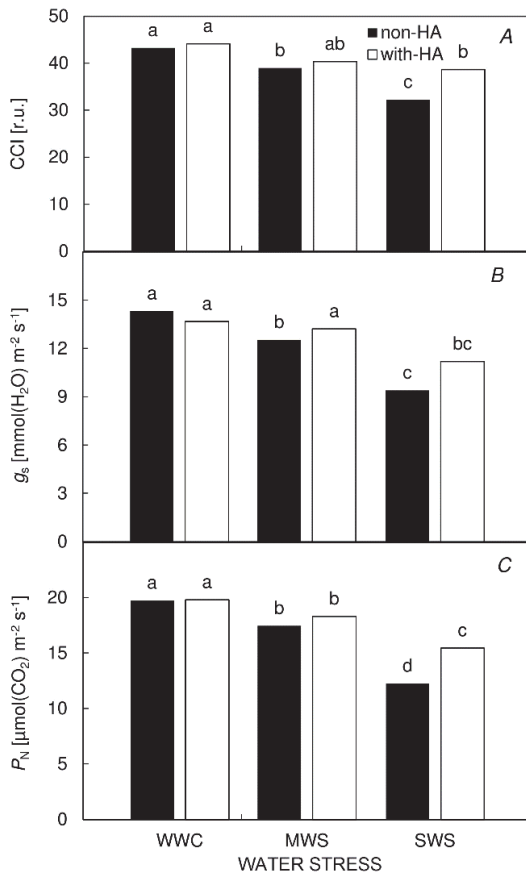 50
40
30
20
10
0
CCI [r.u.]
A
non-HA
with-HA
a a b ab c b
15
12
9
6
3
0
gs [mmol(H₂O) m⁻² s⁻¹]
B
a a b a c bc
20
15
10
5
0
PN [µmol(CO₂) m⁻² s⁻¹]
C
a a b b d c
WWC MWS SWS
WATER STRESS